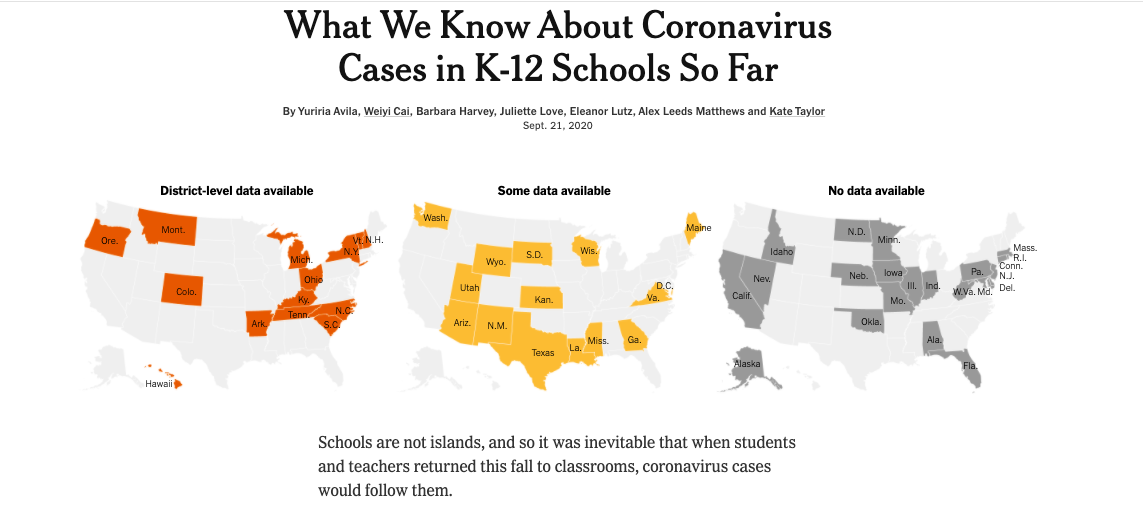 What We Know About Coronavirus
Cases in K-12 Schools So Far
By Yuriria Avila, Weiyi Cai, Barbara Harvey, Juliette Love, Eleanor Lutz, Alex Leeds Matthews and Kate Taylor
Sept. 21, 2020
District-level data available
Ore.
Mont.
Colo.
Ark.
Mich.
Ohio
Ky.
Tenn.
N.C.
S.C.
Vt.
N.H.
N.Y.
Hawaii
Some data available
Wash.
Wyo.
S.D.
Wis.
Maine
Utah
Kan.
D.C.
Va.
Ariz.
N.M.
Texas
La.
Miss.
Ga.
No data available
N.D.
Minn.
Idaho
Nev.
Calif.
Neb.
Iowa
Ill.
Ind.
Mo.
Okla.
Pa.
W.Va.
Md.
Mass.
R.I.
Conn.
N.J.
Del.
Ala.
Fla.
Alaska
Schools are not islands, and so it was inevitable that when students
and teachers returned this fall to classrooms, coronavirus cases
would follow them.